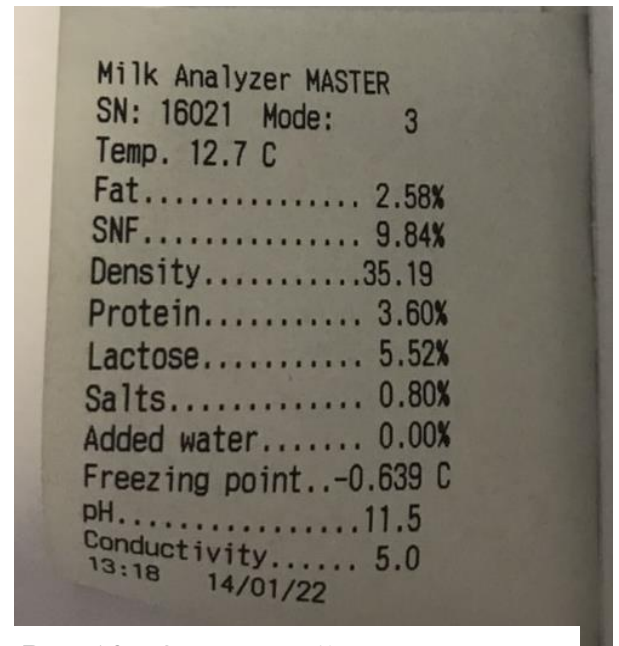 Milk Analyzer MASTER
SN: 16021 Mode: 3
Temp. 12.7 C
Fat................ 2.58%
SNF................ 9.84%
Density...........35.19
Protein............ 3.60%
Lactose........... 5.52%
Salts............. 0.80%
Added water....... 0.00%
Freezing point..-0.639 C
pH.................11.5
Conductivity...... 5.0
13:18 14/01/22